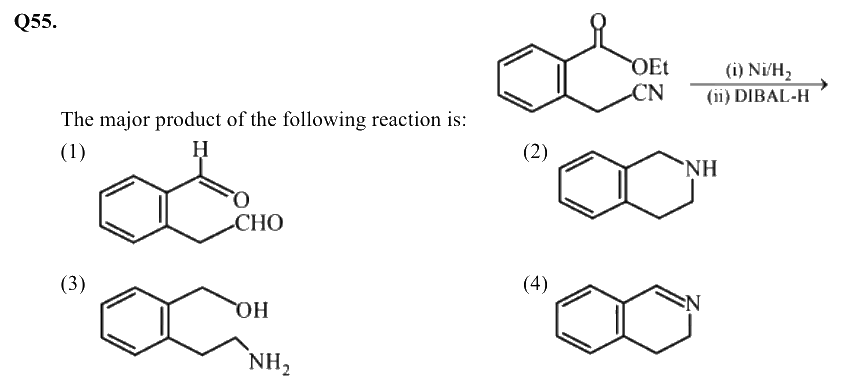 Q55.
O
OEt
CN
(i) Ni/H₂
(ii) DIBAL-H
The major product of the following reaction is:
(1)
H
O
CHO
(2)
NH
(3)
OH
NH₂
(4)
N